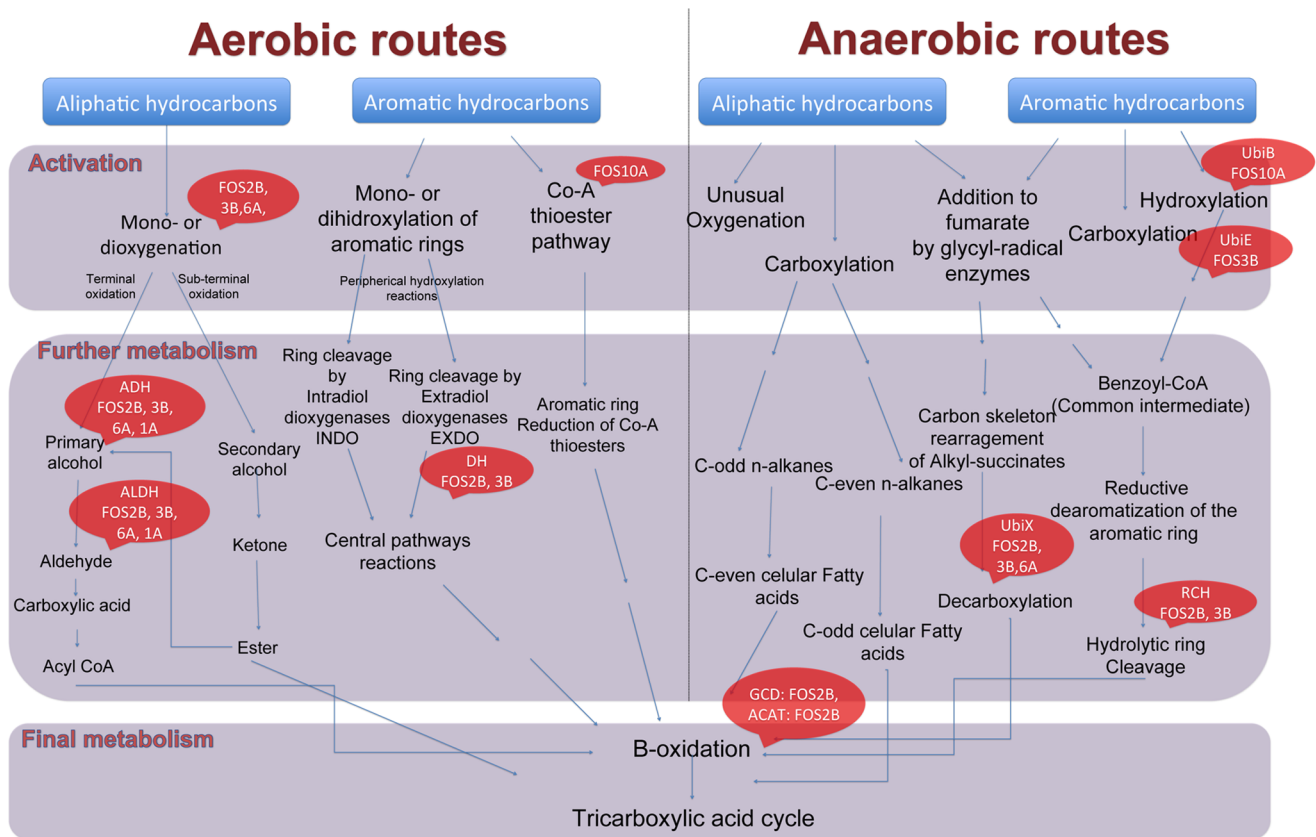 Aerobic routes
Anaerobic routes
Aliphatic hydrocarbons
Aromatic hydrocarbons
Aliphatic hydrocarbons
Aromatic hydrocarbons
Activation
FOS2B,
3B,6A,
Mono- or
dioxygenation
Terminal
oxidation
Sub-terminal
oxidation
Mono- or
dihidroxylation of
aromatic rings
Peripherical hydroxylation
reactions
FOS10A
Co-A
thioester
pathway
Unusual
Oxygenation
Carboxylation
Addition to
fumarate
by glycyl-radical
enzymes
Carboxylation
UbiB
FOS10A
Hydroxylation
UbiE
FOS3B
Further metabolism
ADH
FOS2B, 3B,
6A, 1A
Primary
alcohol
ALDH
FOS2B, 3B,
6A, 1A
Aldehyde
Carboxylic acid
Acyl CoA
Secondary
alcohol
Ketone
Ester
Ring cleavage
by
Intradiol
dioxygenases
INDO
Ring cleavage by
Extradiol
dioxygenases
EXDO
DH
FOS2B, 3B
Central pathways
reactions
Aromatic ring
Reduction of Co-A
thioesters
C-odd n-alkanes
C-even n-alkanes
C-even celular Fatty
acids
C-odd celular Fatty
acids
Carbon skeleton
rearragement
of Alkyl-succinates
UbiX
FOS2B,
3B,6A
Decarboxylation
Benzoyl-CoA
(Common intermediate)
Reductive
dearomatization of the
aromatic ring
RCH
FOS2B, 3B
Hydrolytic ring
Cleavage
GCD: FOS2B,
ACAT: FOS2B
Final metabolism
B-oxidation
Tricarboxylic acid cycle